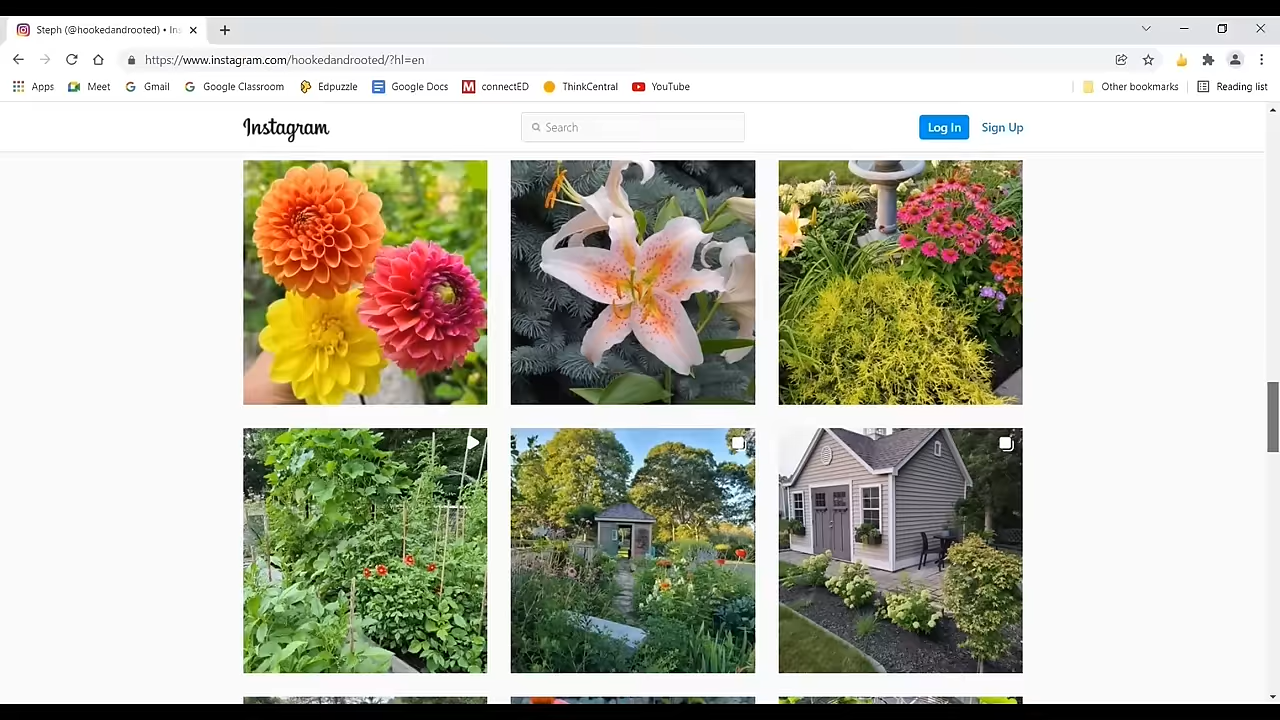 Steph (@hookedandrooted) • In
https://www.instagram.com/hookedandrooted/?hl=en
Apps Meet Gmail Google Classroom Edpuzzle Google Docs connectED ThinkCentral YouTube Other bookmarks Reading list
Instagram Search Log In Sign Up